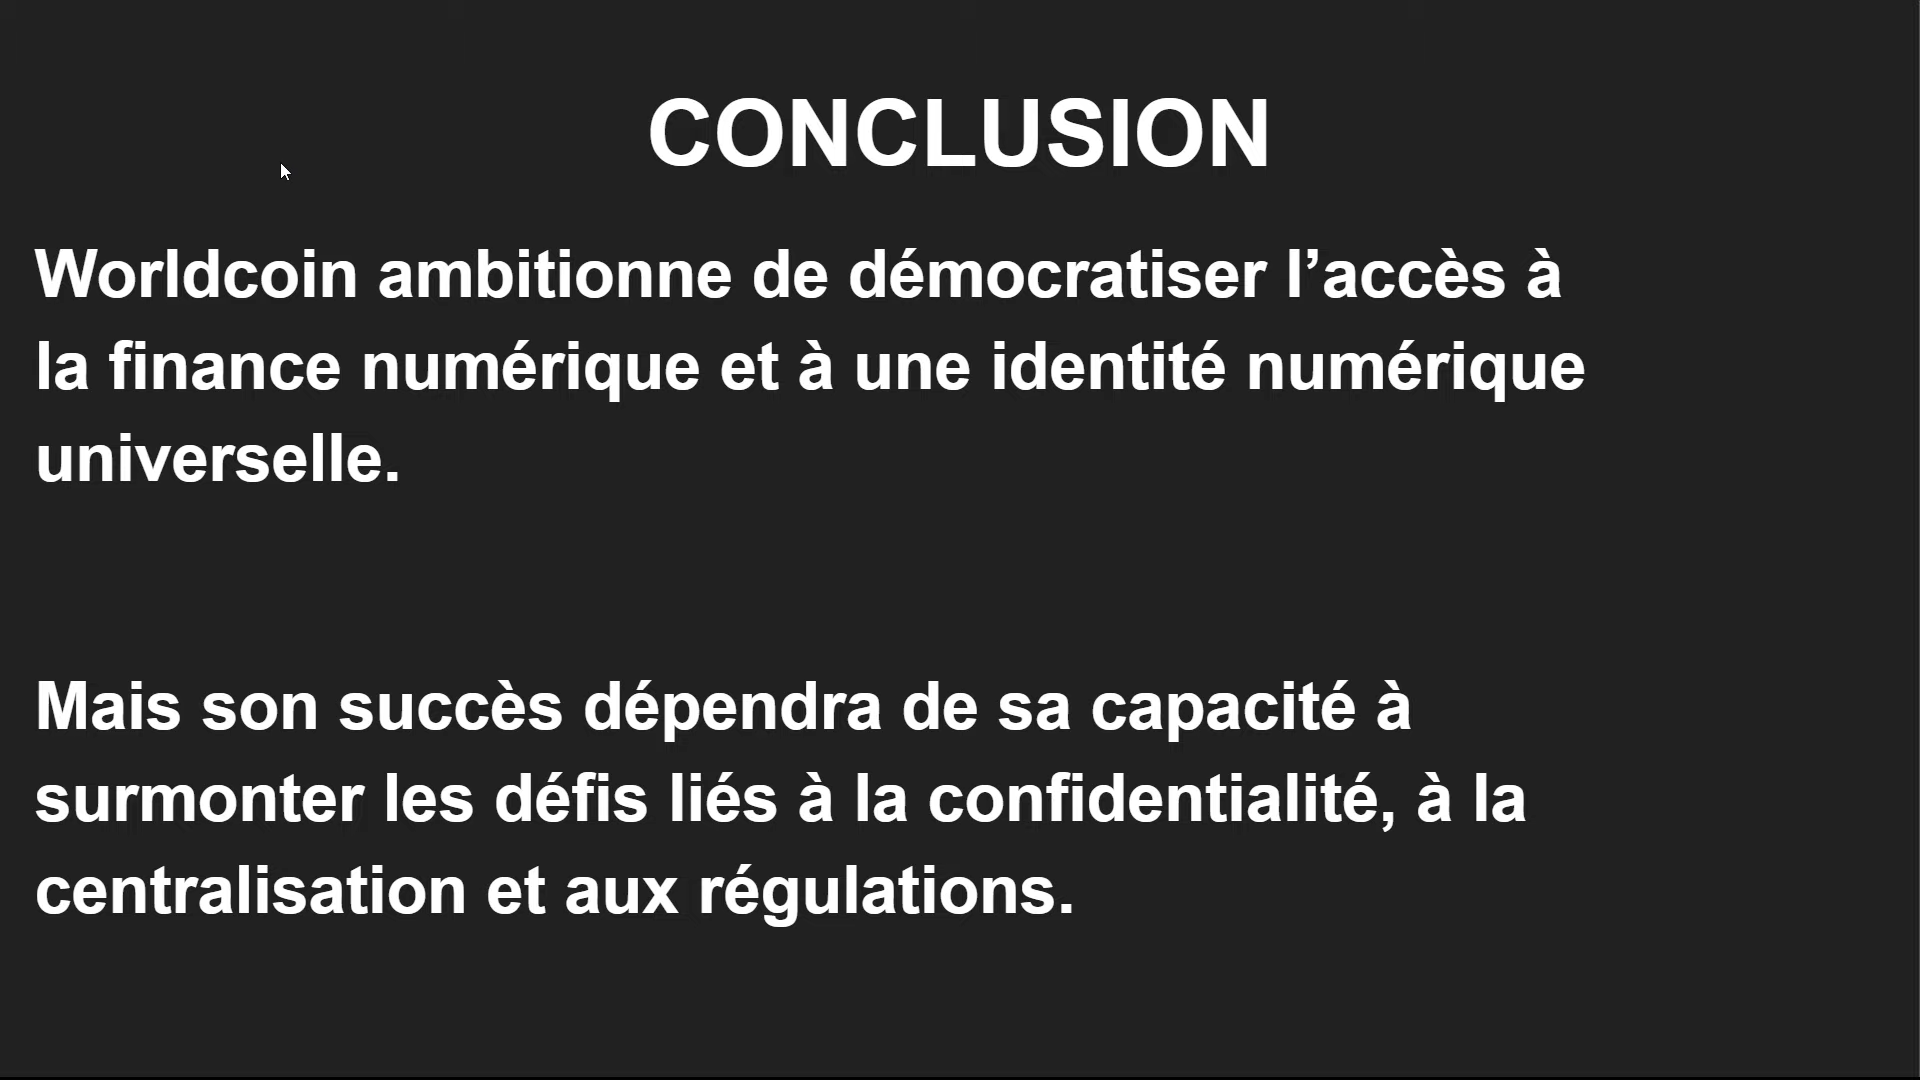 CONCLUSION
Worldcoin ambitionne de démocratiser l’accès à
la finance numérique et à une identité numérique
universelle.
Mais son succès dépendra de sa capacité à
surmonter les défis liés à la confidentialité, à la
centralisation et aux régulations.